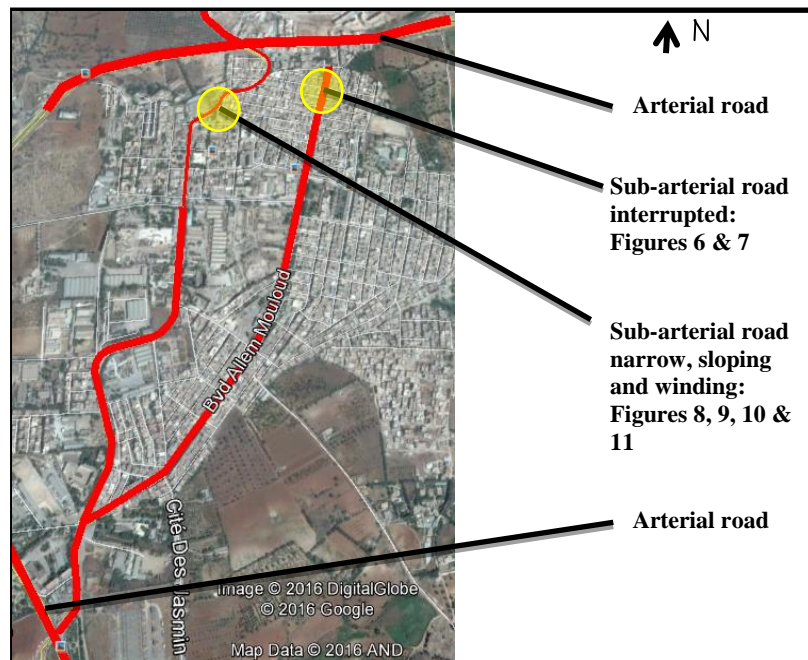 N
Arterial road
Sub-arterial road
interrupted:
Figures 6 & 7
Sub-arterial road
narrow, sloping
and winding:
Figures 8, 9, 10 &
11
Arterial road
Bvd Allem Mouloud
Cité Des Jasmin
Image © 2016 DigitalGlobe
© 2016 Google
Map Data © 2016 AND